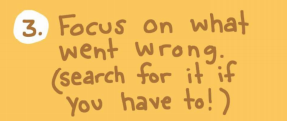 3. Focus on what
went wrong.
(search for it if
you have to!)